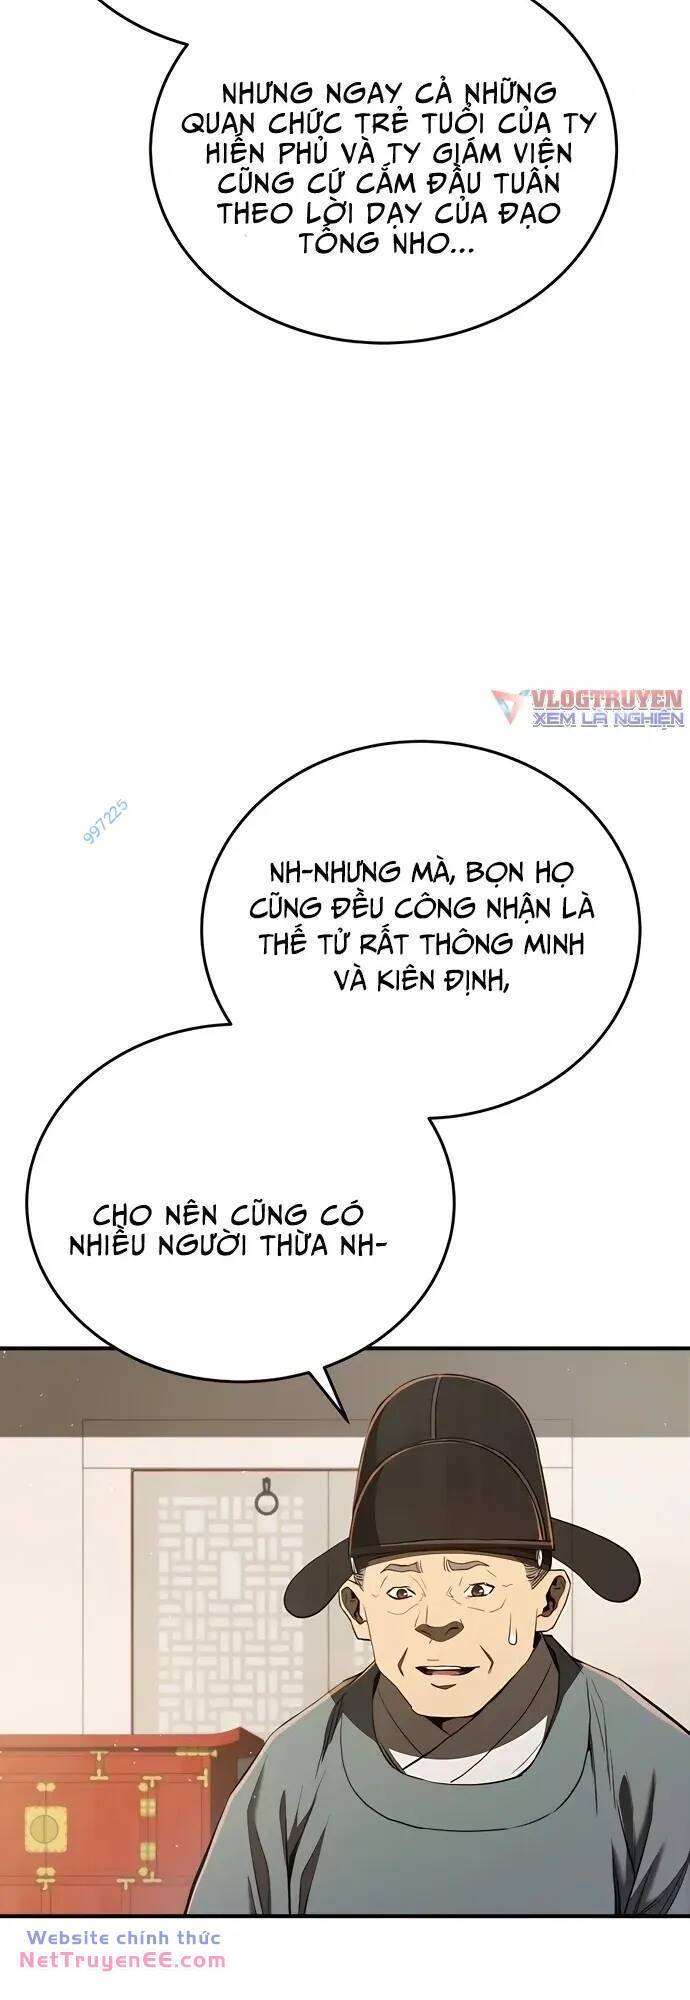 NHƯNG NGAY CẢ NHỮNG
QUAN CHỨC TRẺ TUỔI CỦA TY
HIẾN PHỦ VÀ TY GIÁM VIỆN
CŨNG CỨ CẮM ĐẦU TUÂN
THEO LỜI DẠY CỦA ĐẠO
TỐNG NHO...
VLOGTRUYEN
XEM LÀ NGHIỆN
997225
NH-NHƯNG MÀ, BỌN HỌ
CŨNG ĐỀU CÔNG NHẬN LÀ
THẾ TỬ RẤT THÔNG MINH
VÀ KIÊN ĐỊNH,
CHO NÊN CŨNG CÓ
NHIỀU NGƯỜI THỪA NH-
Website chính thức
NetTruyenEE.com